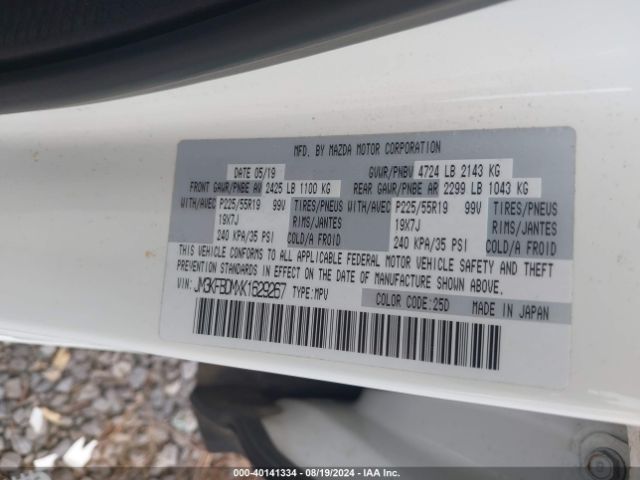 MFD. BY MAZDA MOTOR CORPORATION
DATE 05/19 GVWR/PNBV 4724 LB 2143 KG
FRONT GAWR/PNBE AV 2425 LB 1100 KG REAR GAWR/PNBE AR 2299 LB 1043 KG
WITH/AVEC P225/55R19 99V TIRES/PNEUS WITH/AVEC P225/55R19 99V TIRES/PNEUS
19X7J RIMS/JANTES 19X7J RIMS/JANTES
240 KPA/35 PSI COLD/A FROID 240 KPA/35 PSI COLD/A FROID
THIS VEHICLE CONFORMS TO ALL APPLICABLE FEDERAL MOTOR VEHICLE SAFETY AND THEFT
PREVENTION STANDARDS IN EFFECT ON THE DATE OF MANUFACTURE SHOWN ABOVE.
VIN: TYPE:MPV COLOR CODE:25D MADE IN JAPAN
000-40141334 | 08/19/2024 | IAA Inc.